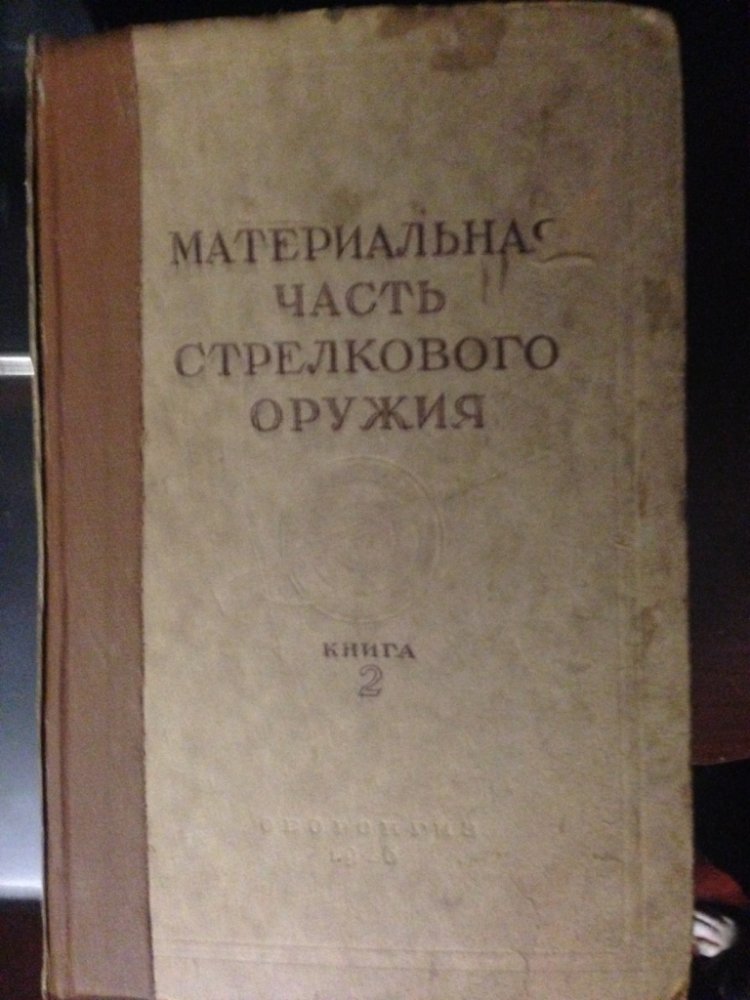 МАТЕРИАЛЬНАЯ
ЧАСТЬ
СТРЕЛКОВОГО
ОРУЖИЯ
КНИГА
2